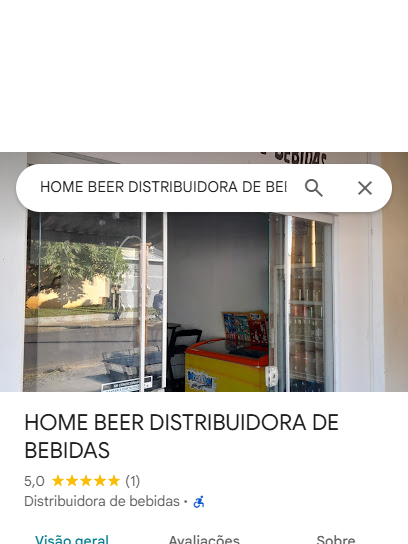 BEBIDAS
HOME BEER DISTRIBUIDORA DE BEI
HOME BEER DISTRIBUIDORA DE
BEBIDAS
5,0 (1)
Distribuidora de bebidas ·
Visão geral Avaliações Sobre